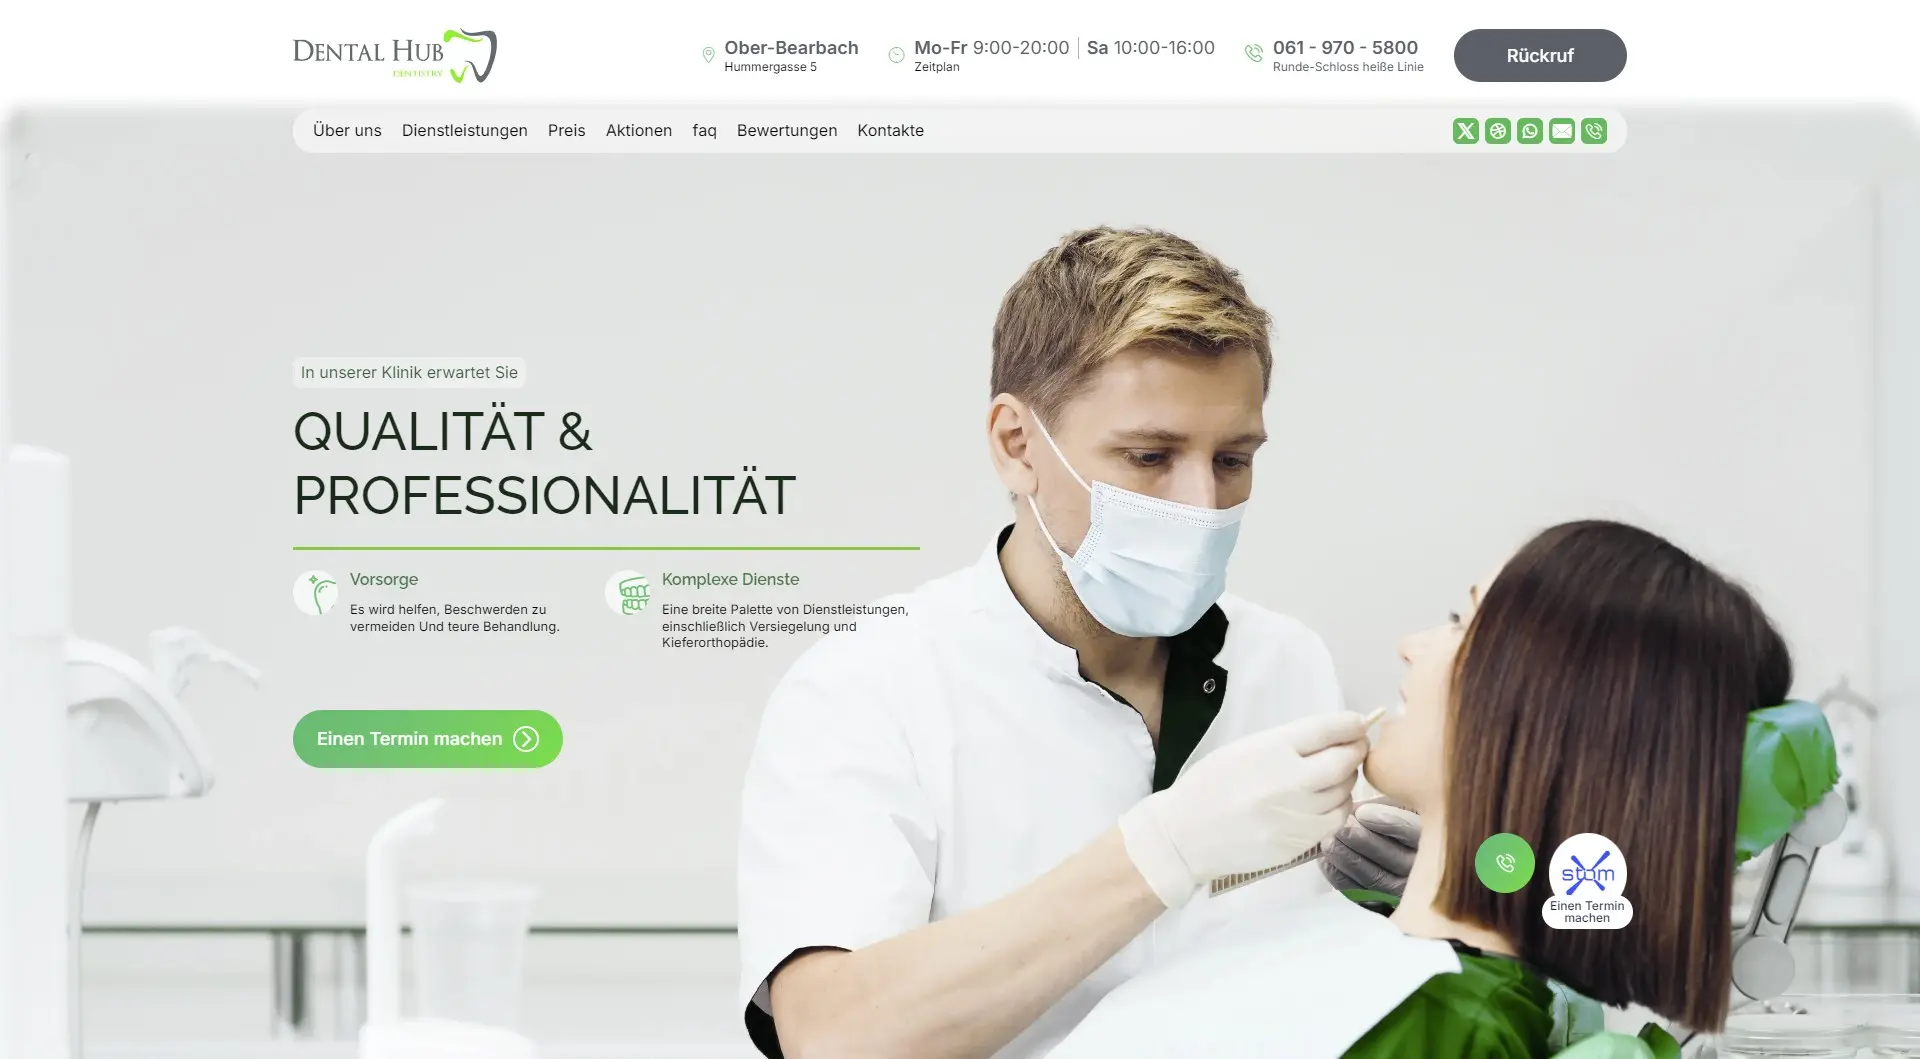 DENTAL HUB
DENTISTRY
Ober-Bearbach
Hummergasse 5
Mo-Fr 9:00-20:00 | Sa 10:00-16:00
Zeitplan
061 - 970 - 5800
Runde-Schloss heiße Linie
Rückruf
Über uns Dienstleistungen Preis Aktionen faq Bewertungen Kontakte
In unserer Klinik erwartet Sie
QUALITÄT &
PROFESSIONALITÄT
Vorsorge
Es wird helfen, Beschwerden zu
vermeiden Und teure Behandlung.
Komplexe Dienste
Eine breite Palette von Dienstleistungen,
einschließlich Versiegelung und
Kieferorthopädie.
Einen Termin machen
stom
Einen Termin
machen